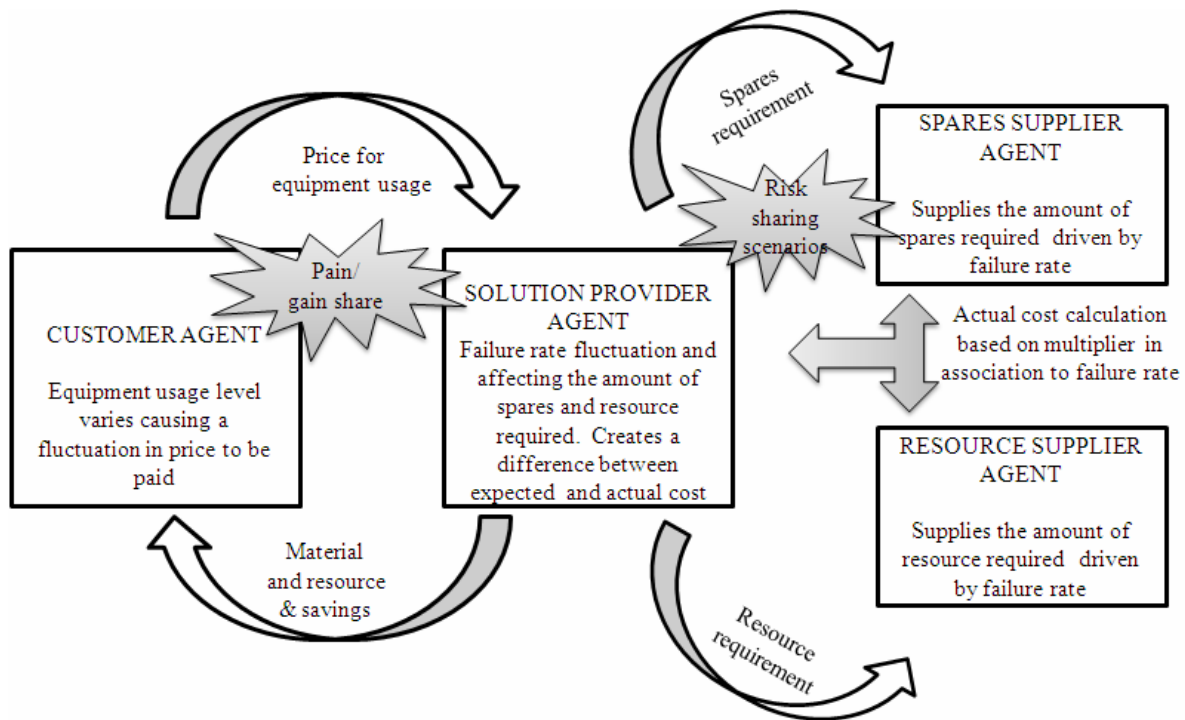 Price for
equipment usage
Pain/
gain share
CUSTOMER AGENT
Equipment usage level
varies causing a
fluctuation in price to be
paid
Material
and resource
& savings
SOLUTION PROVIDER
AGENT
Failure rate fluctuation and
affecting the amount of
spares and resource
required. Creates a
difference between
expected and actual cost
Spares
requirement
Risk
sharing
scenarios
SPARES SUPPLIER
AGENT
Supplies the amount of
spares required driven by
failure rate
Actual cost calculation
based on multiplier in
association to failure rate
RESOURCE SUPPLIER
AGENT
Supplies the amount of
resource required driven
by failure rate
Resource
requirement